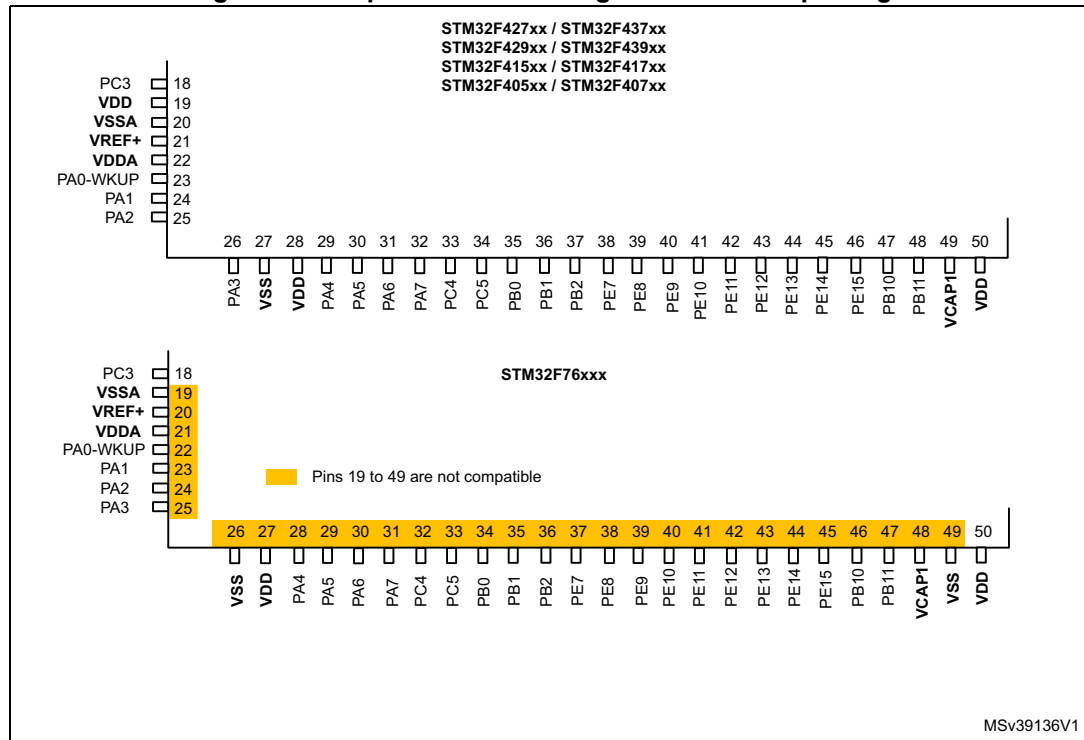 STM32F427xx / STM32F437xx
STM32F429xx / STM32F439xx
STM32F415xx / STM32F417xx
STM32F405xx / STM32F407xx
PC3 18
VDD 19
VSSA 20
VREF+ 21
VDDA 22
PA0-WKUP 23
PA1 24
PA2 25
26 27 28 29 30 31 32 33 34 35 36 37 38 39 40 41 42 43 44 45 46 47 48 49 50
PA3 VSS VDD PA4 PA5 PA6 PA7 PC4 PC5 PB0 PB1 PB2 PE7 PE8 PE9 PE10 PE11 PE12 PE13 PE14 PE15 PB10 PB11 VCAP1 VDD
STM32F76xxx
PC3 18
VSSA 19
VREF+ 20
VDDA 21
PA0-WKUP 22
PA1 23
PA2 24
PA3 25
Pins 19 to 49 are not compatible
26 27 28 29 30 31 32 33 34 35 36 37 38 39 40 41 42 43 44 45 46 47 48 49 50
VSS VDD PA4 PA5 PA6 PA7 PC4 PC5 PB0 PB1 PB2 PE7 PE8 PE9 PE10 PE11 PE12 PE13 PE14 PE15 PB10 PB11 VCAP1 VSS VDD
MSv39136V1